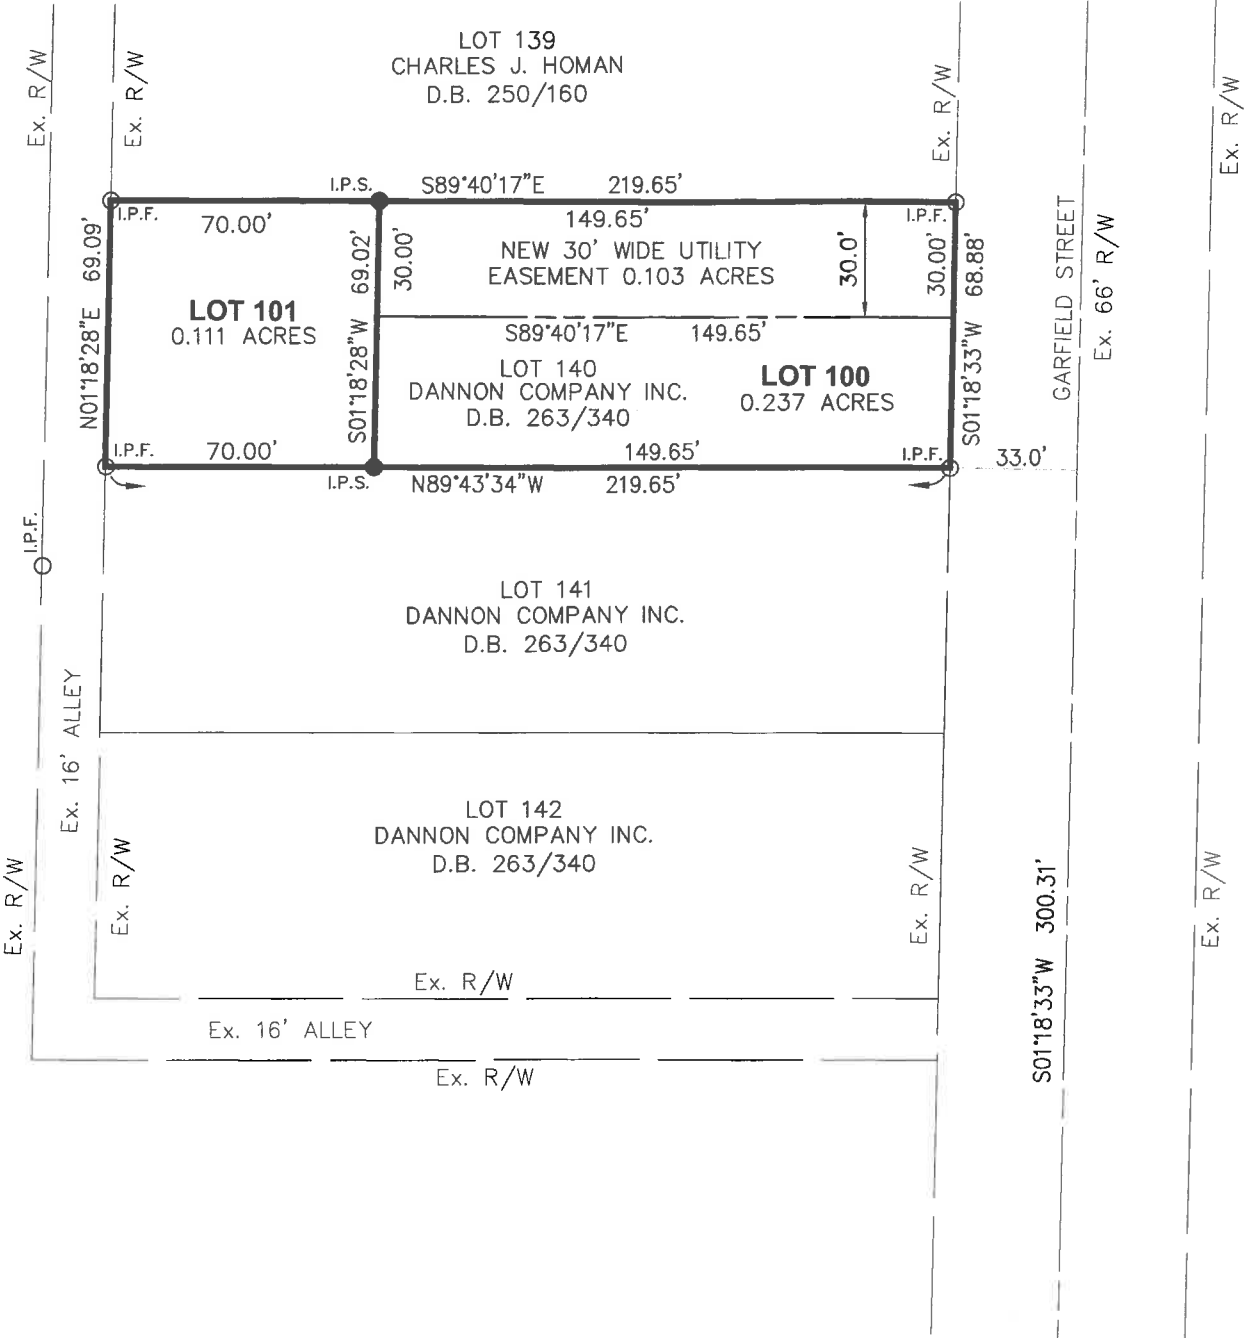 LOT 139
CHARLES J. HOMAN
D.B. 250/160
Ex. R/W
Ex. R/W
Ex. R/W
Ex. R/W
I.P.S.
S89°40'17"E 219.65'
I.P.F.
70.00'
149.65'
I.P.F.
NEW 30' WIDE UTILITY
EASEMENT 0.103 ACRES
N01°18'28"E 69.09'
S01°18'28"W 69.02'
30.00'
30.0'
30.00'
S01°18'33"W 68.88'
LOT 101
0.111 ACRES
S89°40'17"E 149.65'
LOT 140
DANNON COMPANY INC.
D.B. 263/340
LOT 100
0.237 ACRES
GARFIELD STREET
Ex. 66' R/W
I.P.F.
70.00'
149.65'
I.P.F.
33.0'
I.P.S.
N89°43'34"W 219.65'
I.P.F.
LOT 141
DANNON COMPANY INC.
D.B. 263/340
Ex. 16' ALLEY
LOT 142
DANNON COMPANY INC.
D.B. 263/340
Ex. R/W
Ex. R/W
Ex. R/W
S01°18'33"W 300.31'
Ex. R/W
Ex. R/W
Ex. 16' ALLEY
Ex. R/W